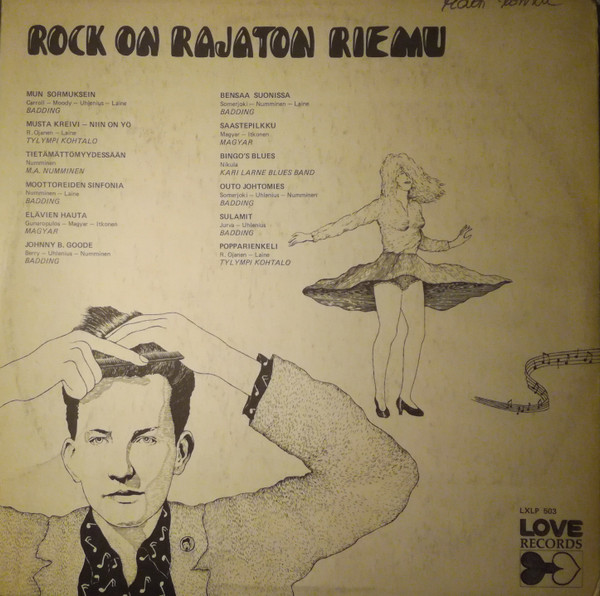 ROCK ON RAJATON RIEMU
MUN SORMUKSEIN
Carroll – Moody – Uhlenius – Laine
BADDING
MUSTA KREIVI – NIIN ON YÖ
R. Ojanen – Laine
TYLYMPI KOHTALO
TIETÄMÄTTÖMYYDESSÄÄN
Numminen
M.A. NUMMINEN
MOOTTOREIDEN SINFONIA
Numminen – Laine
BADDING
ELÄVIEN HAUTA
Gunaropulos – Magyar – Itkonen
MAGYAR
JOHNNY B. GOODE
Berry – Uhlenius – Numminen
BADDING
BENSAA SUONISSA
Somerjoki – Numminen – Laine
BADDING
SAASTEPILKKU
Magyar – Itkonen
MAGYAR
BINGO'S BLUES
Nikula
KARI LARNE BLUES BAND
OUTO JOHTOMIES
Somerjoki – Uhlenius – Numminen
BADDING
SULAMIT
Jorva – Uhlenius
BADDING
POPPARIENKELI
R. Ojanen – Laine
TYLYMPI KOHTALO
LXLP 503
LOVE
RECORDS